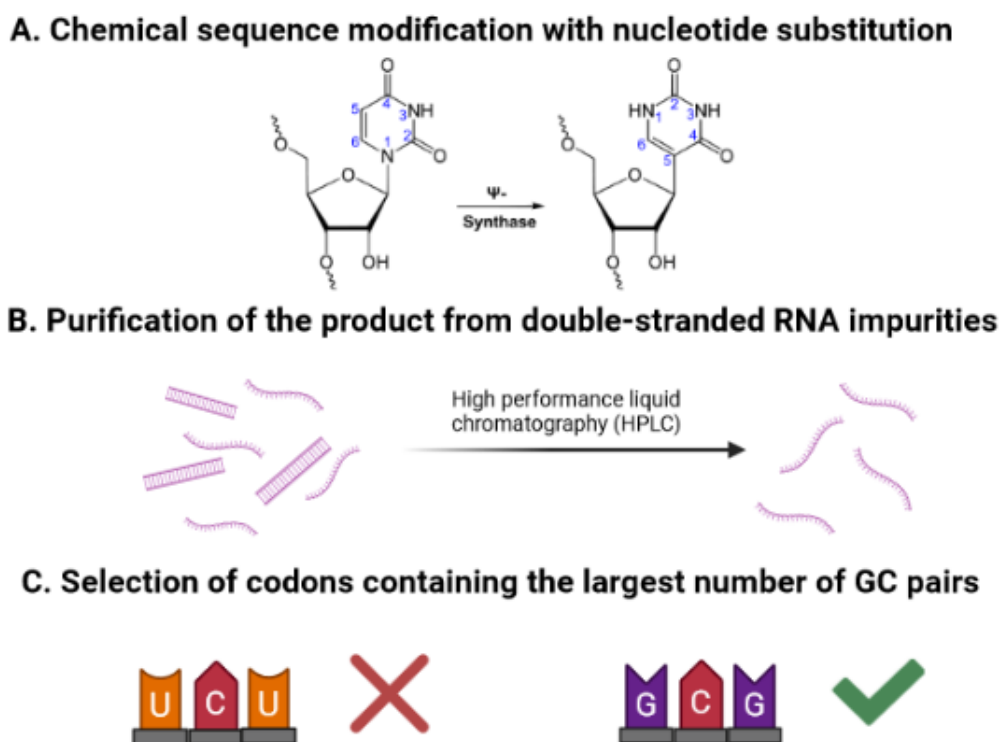 A. Chemical sequence modification with nucleotide substitution
O
4
5
3
NH
6
1
2
N
O
O
O
O
OH
Ψ-
Synthase
O
2
HN
1
3
NH
6
4
5
O
O
O
O
OH
B. Purification of the product from double-stranded RNA impurities
High performance liquid
chromatography (HPLC)
C. Selection of codons containing the largest number of GC pairs
U C U
G C G